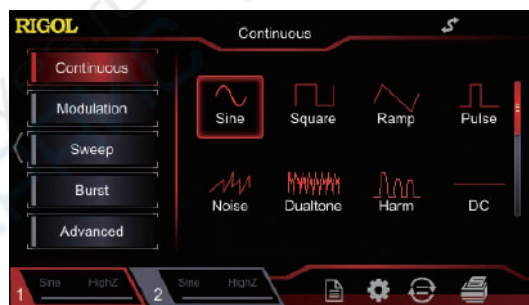 RIGOL
Continuous
Continuous
Modulation
Sweep
Burst
Advanced
Sine Square Ramp Pulse
Noise Dualtone Harm DC
1 Sine HighZ 2 Sine HighZ